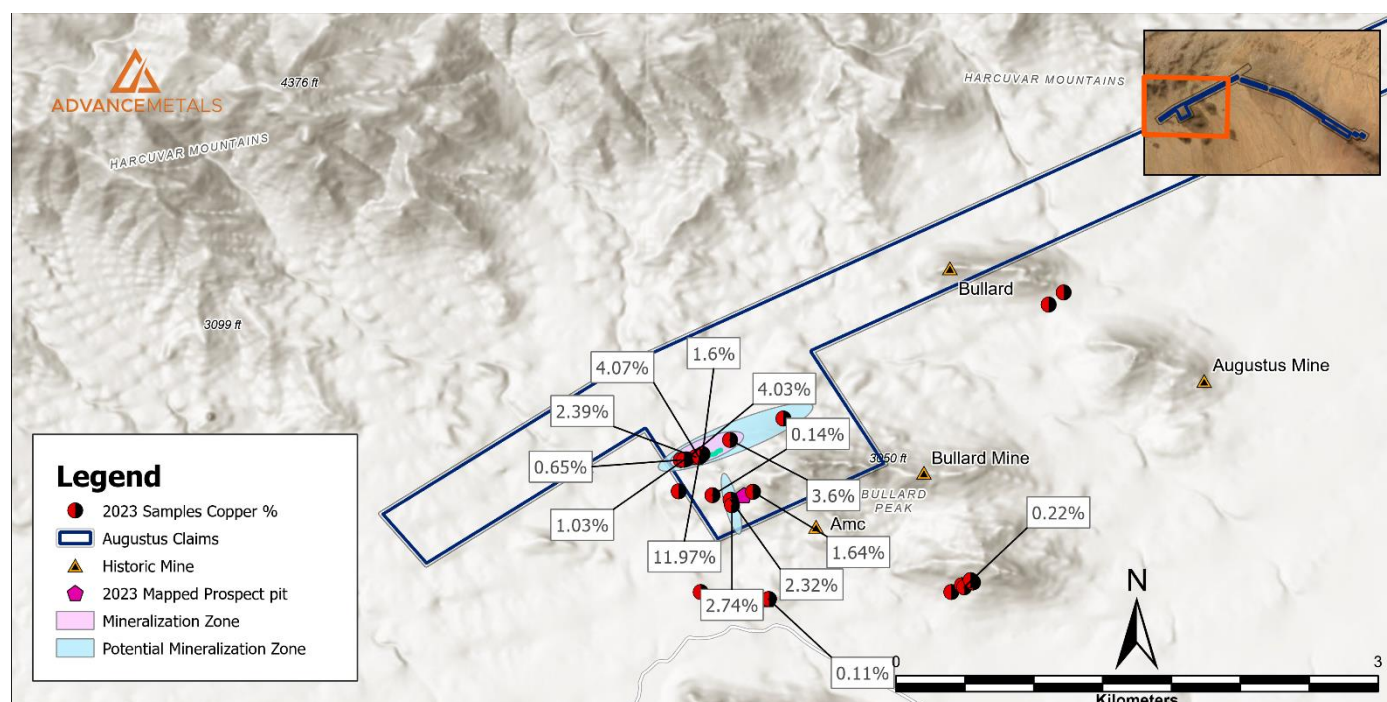 4376 ft
HARCUVAR MOUNTAINS
ADVANCEMETALS
HARCUVAR MOUNTAINS
Bullard
3099 ft
1.6%
4.07%
Augustus Mine
4.03%
2.39%
0.14%
3050 ft
Bullard Mine
0.65%
BULLARD
PEAK
3.6%
0.22%
1.03%
Amc
11.97%
1.64%
2.32%
2.74%
0.11%
Legend
2023 Samples Copper %
Augustus Claims
Historic Mine
2023 Mapped Prospect pit
Mineralization Zone
Potential Mineralization Zone
N
0
3
Kilometers